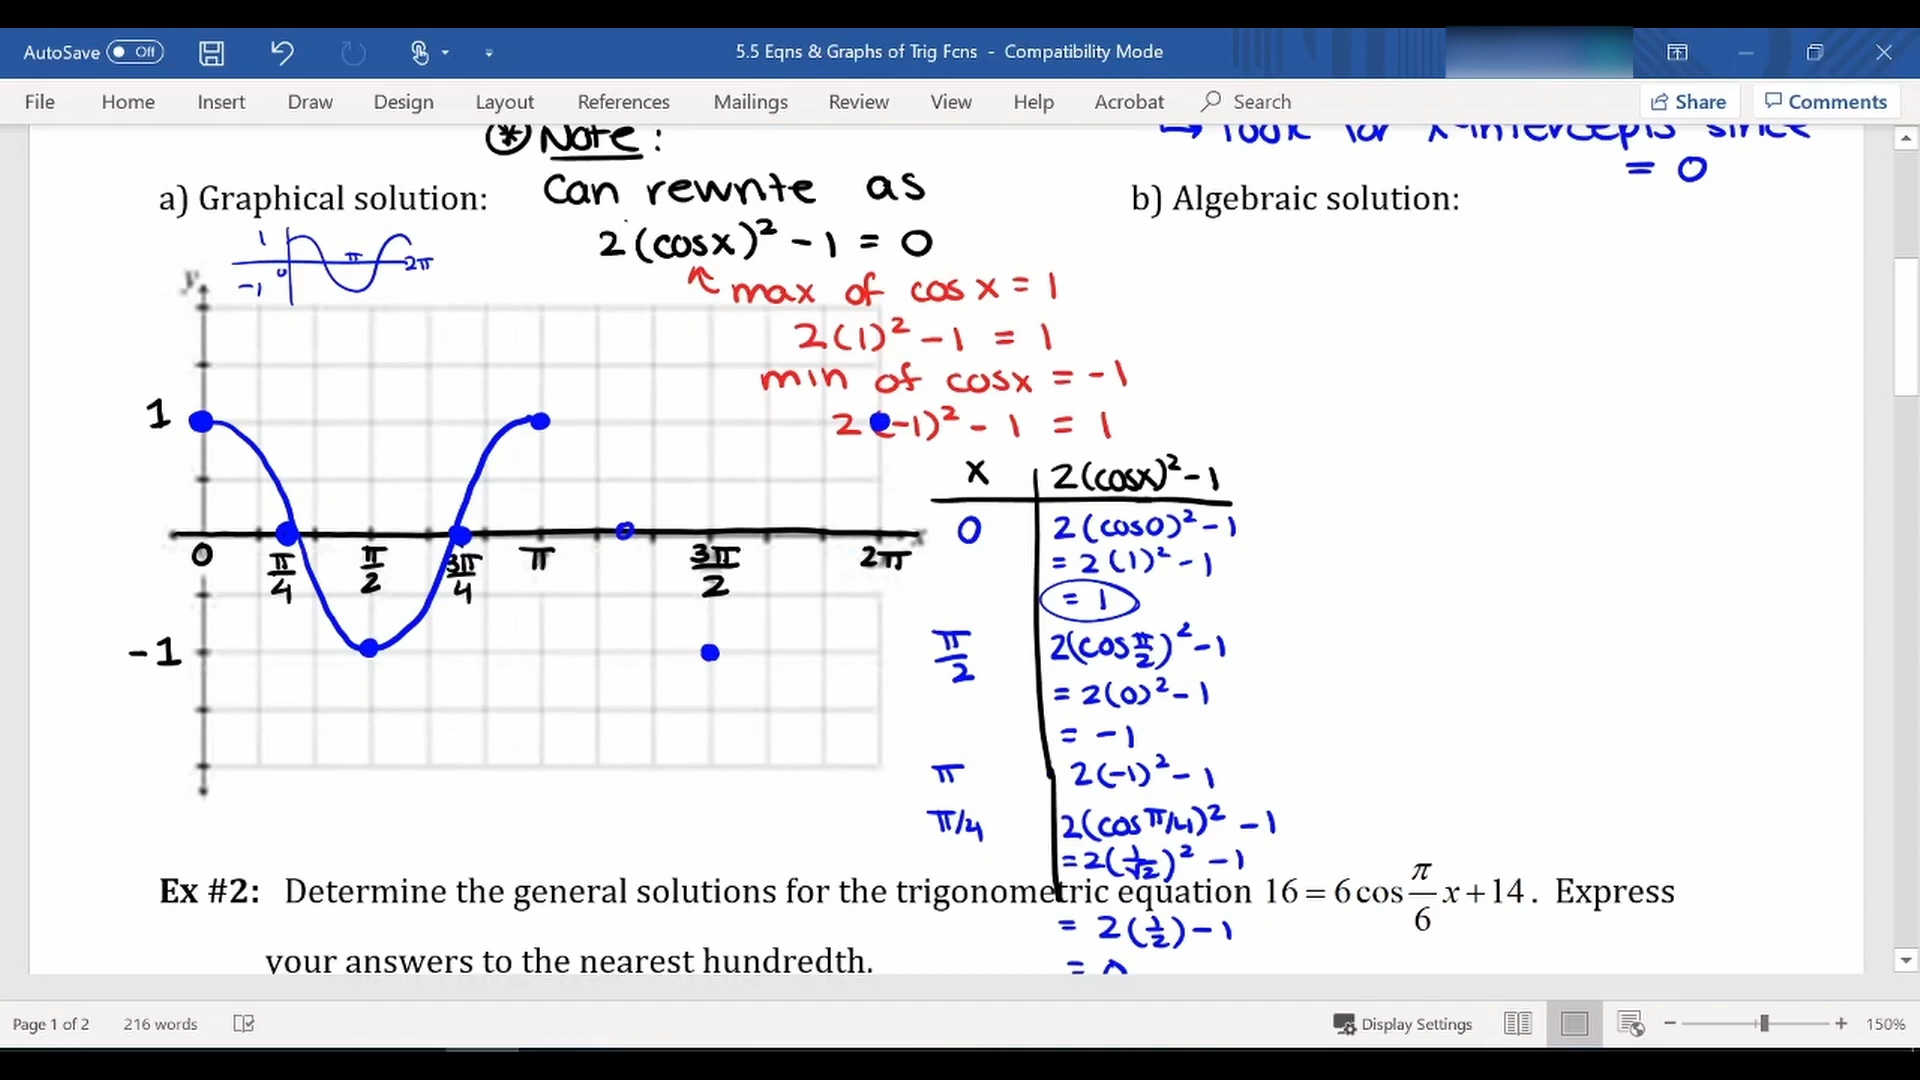 AutoSave Off
5.5 Eqns & Graphs of Trig Fcns - Compatibility Mode
File Home Insert Draw Design Layout References Mailings Review View Help Acrobat Search Share Comments
* Note:
→ look for x-intercepts since
= 0
a) Graphical solution:
can rewrite as
2(cosx)² - 1 = 0
b) Algebraic solution:
1
0 π 2π
-1
max of cos x = 1
2(1)² - 1 = 1
min of cosx = -1
2(-1)² - 1 = 1
y
1
x
0 π/4 π/2 3π/4 π 3π/2 2π
-1
x 2(cosx)² - 1
0 2(cos0)² - 1
= 2(1)² - 1
= 1
π/2 2(cos π/2)² - 1
= 2(0)² - 1
= -1
π 2(-1)² - 1
π/4 2(cos π/4)² - 1
= 2(1/√2)² - 1
= 2(1/2) - 1
Ex #2: Determine the general solutions for the trigonometric equation 16 = 6 cos π/6 x + 14. Express
your answers to the nearest hundredth.
Page 1 of 2 216 words Display Settings 150%